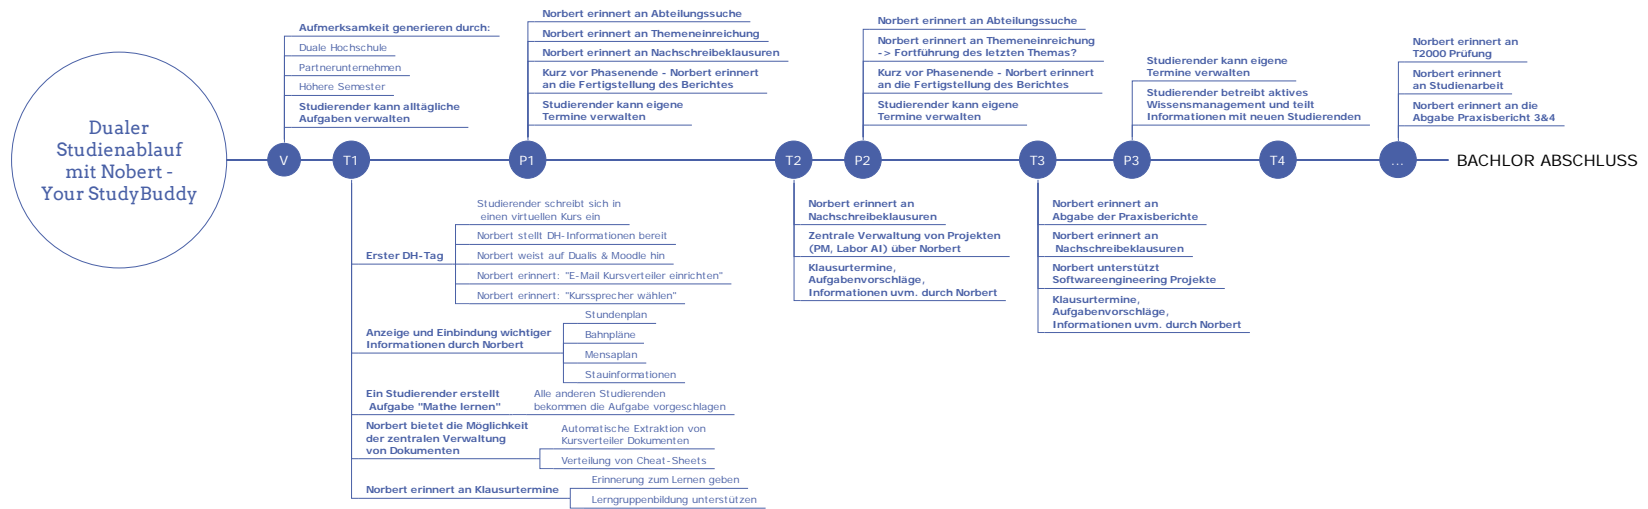 Dualer
Studienablauf
mit Nobert -
Your StudyBuddy
V
Aufmerksamkeit generieren durch:
Duale Hochschule
Partnerunternehmen
Höhere Semester
Studierender kann alltägliche
Aufgaben verwalten
T1
Erster DH-Tag
Studierender schreibt sich in
einen virtuellen Kurs ein
Norbert stellt DH-Informationen bereit
Norbert weist auf Dualis & Moodle hin
Norbert erinnert: "E-Mail Kursverteiler einrichten"
Norbert erinnert: "Kurssprecher wählen"
Anzeige und Einbindung wichtiger
Informationen durch Norbert
Stundenplan
Bahnpläne
Mensaplan
Stauinformationen
Ein Studierender erstellt
Aufgabe "Mathe lernen"
Alle anderen Studierenden
bekommen die Aufgabe vorgeschlagen
Norbert bietet die Möglichkeit
der zentralen Verwaltung
von Dokumenten
Automatische Extraktion von
Kursverteiler Dokumenten
Verteilung von Cheat-Sheets
Norbert erinnert an Klausurtermine
Erinnerung zum Lernen geben
Lerngruppenbildung unterstützen
P1
Norbert erinnert an Abteilungssuche
Norbert erinnert an Themeneinreichung
Norbert erinnert an Nachschreibeklausuren
Kurz vor Phasenende - Norbert erinnert
an die Fertigstellung des Berichtes
Studierender kann eigene
Termine verwalten
T2
Norbert erinnert an
Nachschreibeklausuren
Zentrale Verwaltung von Projekten
(PM, Labor AI) über Norbert
Klausurtermine,
Aufgabenvorschläge,
Informationen uvm. durch Norbert
P2
Norbert erinnert an Abteilungssuche
Norbert erinnert an Themeneinreichung
-> Fortführung des letzten Themas?
Kurz vor Phasenende - Norbert erinnert
an die Fertigstellung des Berichtes
Studierender kann eigene
Termine verwalten
T3
Norbert erinnert an
Abgabe der Praxisberichte
Norbert erinnert an
Nachschreibeklausuren
Norbert unterstützt
Softwareengineering Projekte
Klausurtermine,
Aufgabenvorschläge,
Informationen uvm. durch Norbert
P3
Studierender kann eigene
Termine verwalten
Studierender betreibt aktives
Wissensmanagement und teilt
Informationen mit neuen Studierenden
T4
...
Norbert erinnert an
T2000 Prüfung
Norbert erinnert
an Studienarbeit
Norbert erinnert an die
Abgabe Praxisbericht 3&4
BACHLOR ABSCHLUSS